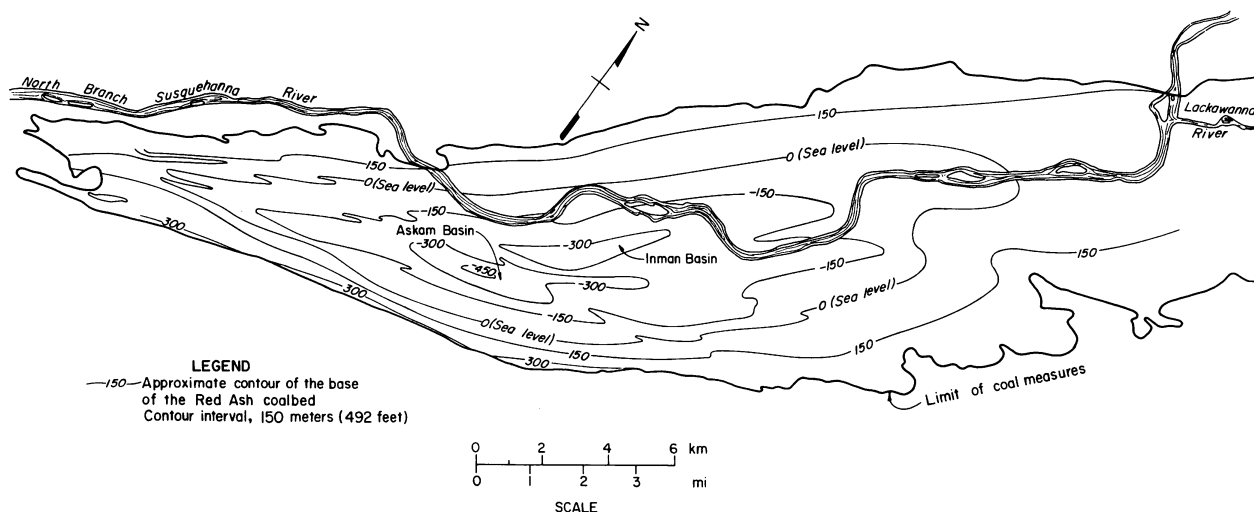 N
North Branch Susquehanna River
Lackawanna
River
150
0 (Sea level)
150
0 (Sea level)
-150
-150
Askam Basin
-300
-300
-450
Inman Basin
-300
-150
150
0 (Sea level)
-150
0 (Sea level)
150
150
300
300
300
Limit of coal measures
LEGEND
—150— Approximate contour of the base
of the Red Ash coalbed
Contour interval, 150 meters (492 feet)
0 2 4 6 km
0 1 2 3 mi
SCALE